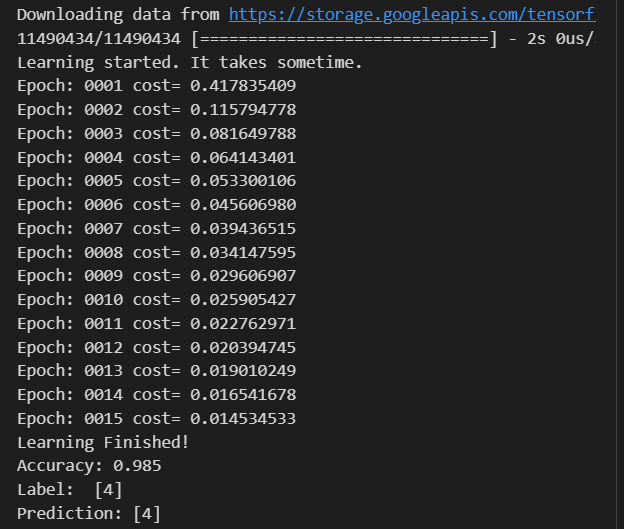 Downloading data from https://storage.googleapis.com/tensorf
11490434/11490434 [==============================] - 2s 0us/
Learning started. It takes sometime.
Epoch: 0001 cost= 0.417835409
Epoch: 0002 cost= 0.115794778
Epoch: 0003 cost= 0.081649788
Epoch: 0004 cost= 0.064143401
Epoch: 0005 cost= 0.053300106
Epoch: 0006 cost= 0.045606980
Epoch: 0007 cost= 0.039436515
Epoch: 0008 cost= 0.034147595
Epoch: 0009 cost= 0.029606907
Epoch: 0010 cost= 0.025905427
Epoch: 0011 cost= 0.022762971
Epoch: 0012 cost= 0.020394745
Epoch: 0013 cost= 0.019010249
Epoch: 0014 cost= 0.016541678
Epoch: 0015 cost= 0.014534533
Learning Finished!
Accuracy: 0.985
Label:  [4]
Prediction: [4]